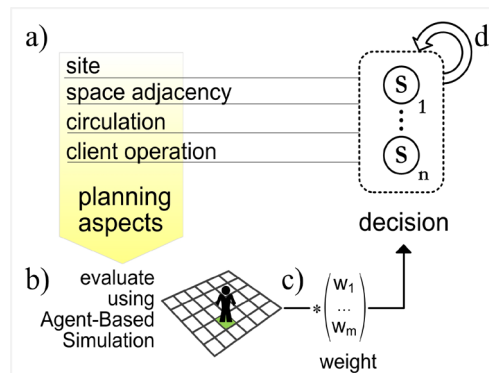 a)
d
site
space adjacency
circulation
client operation
S 1
S n
planning
aspects
decision
b)
evaluate
using
Agent-Based
Simulation
c)
* w1
...
wm
weight